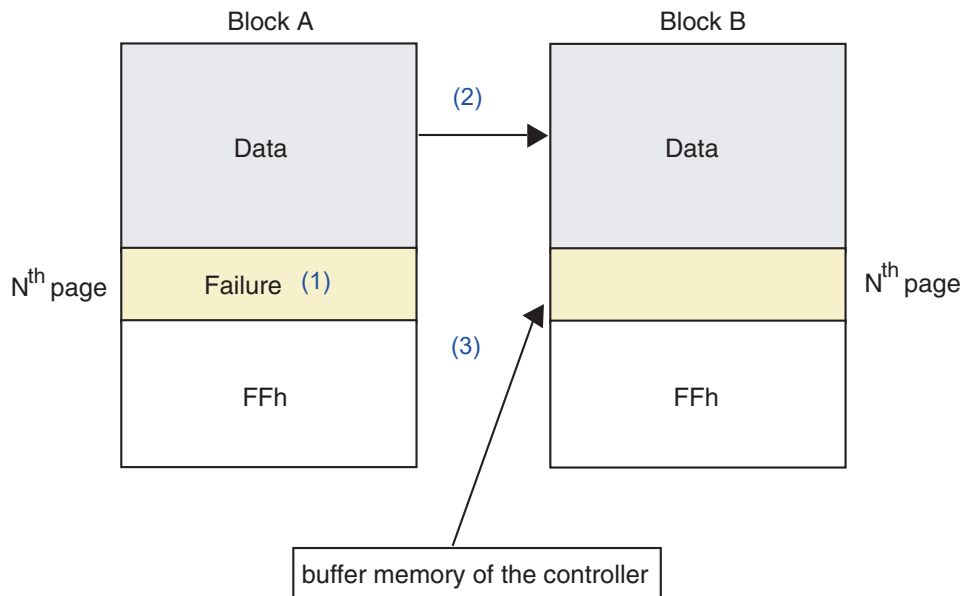 Block A
Block B
(2)
Data
Data
Nth page
Failure (1)
Nth page
(3)
FFh
FFh
buffer memory of the controller